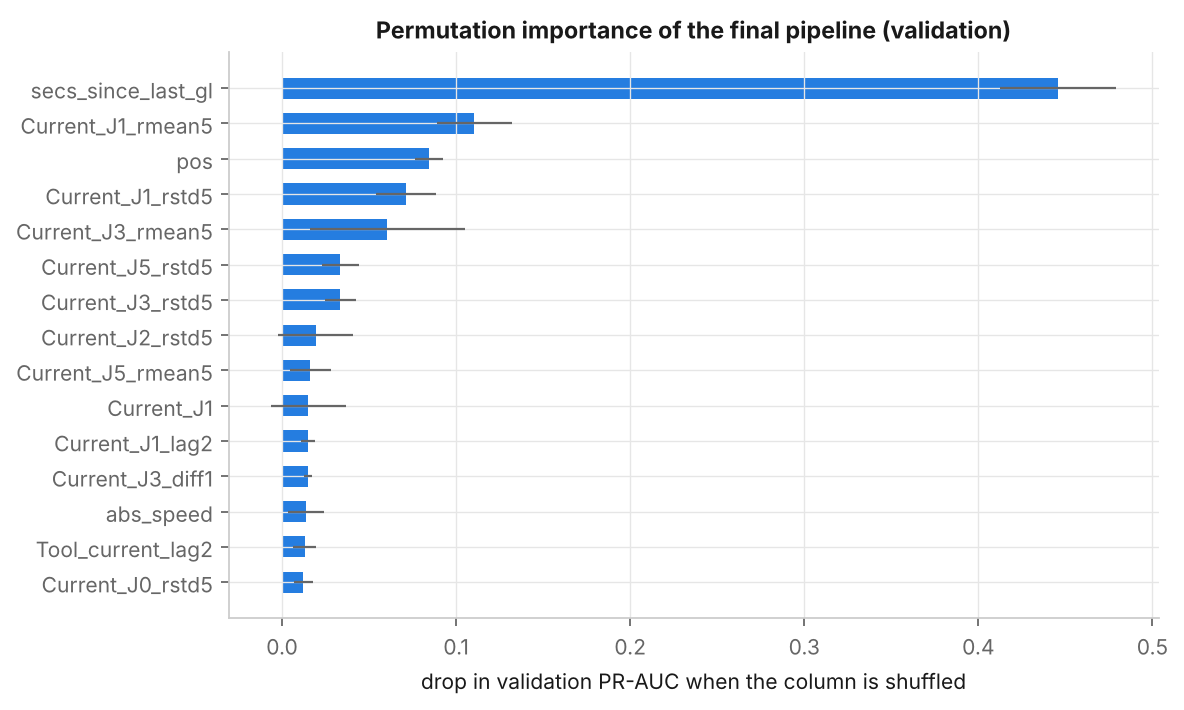 Permutation importance of the final pipeline (validation)
secs_since_last_gl
Current_J1_rmean5
pos
Current_J1_rstd5
Current_J3_rmean5
Current_J5_rstd5
Current_J3_rstd5
Current_J2_rstd5
Current_J5_rmean5
Current_J1
Current_J1_lag2
Current_J3_diff1
abs_speed
Tool_current_lag2
Current_J0_rstd5
0.0 0.1 0.2 0.3 0.4 0.5
drop in validation PR-AUC when the column is shuffled